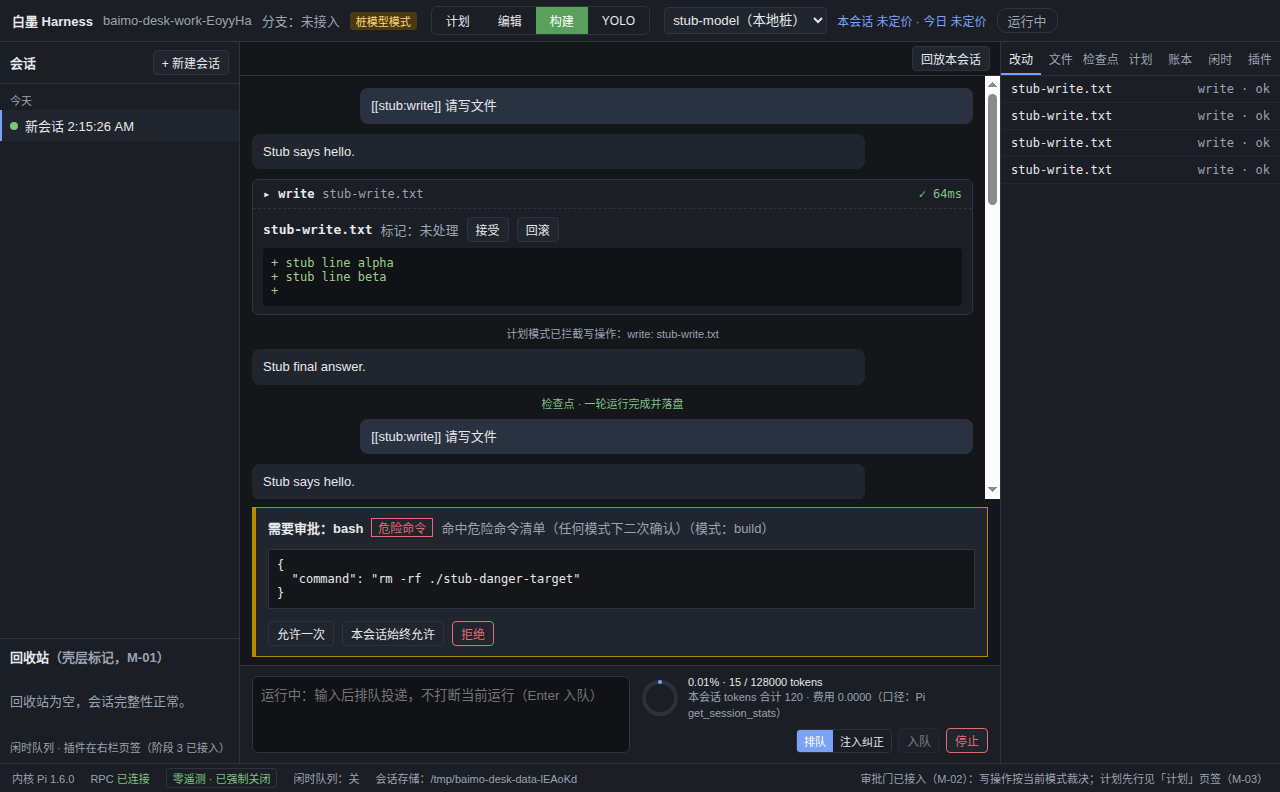 白墨 Harness baimo-desk-work-EoyyHa 分支：未接入 桩模型模式 计划 编辑 构建 YOLO stub-model（本地桩） 本会话 未定价 · 今日 未定价 运行中
会话 + 新建会话
今天
新会话 2:15:26 AM
回收站（壳层标记，M-01）
回收站为空，会话完整性正常。
闲时队列 · 插件在右栏页签（阶段 3 已接入）
回放本会话
[[stub:write]] 请写文件
Stub says hello.
▸ write stub-write.txt ✓ 64ms
stub-write.txt 标记：未处理 接受 回滚
+ stub line alpha
+ stub line beta
+
计划模式已拦截写操作：write: stub-write.txt
Stub final answer.
检查点 · 一轮运行完成并落盘
[[stub:write]] 请写文件
Stub says hello.
需要审批：bash 危险命令 命中危险命令清单（任何模式下二次确认）（模式：build）
{
"command": "rm -rf ./stub-danger-target"
}
允许一次 本会话始终允许 拒绝
运行中：输入后排队投递，不打断当前运行（Enter 入队）
0.01% · 15 / 128000 tokens
本会话 tokens 合计 120 · 费用 0.0000（口径：Pi
get_session_stats）
排队 注入纠正 入队 停止
改动 文件 检查点 计划 账本 闲时 插件
stub-write.txt write · ok
stub-write.txt write · ok
stub-write.txt write · ok
stub-write.txt write · ok
内核 Pi 1.6.0 RPC 已连接 零遥测 · 已强制关闭 闲时队列：关 会话存储：/tmp/baimo-desk-data-lEAoKd 审批门已接入（M-02）：写操作按当前模式裁决；计划先行见「计划」页签（M-03）